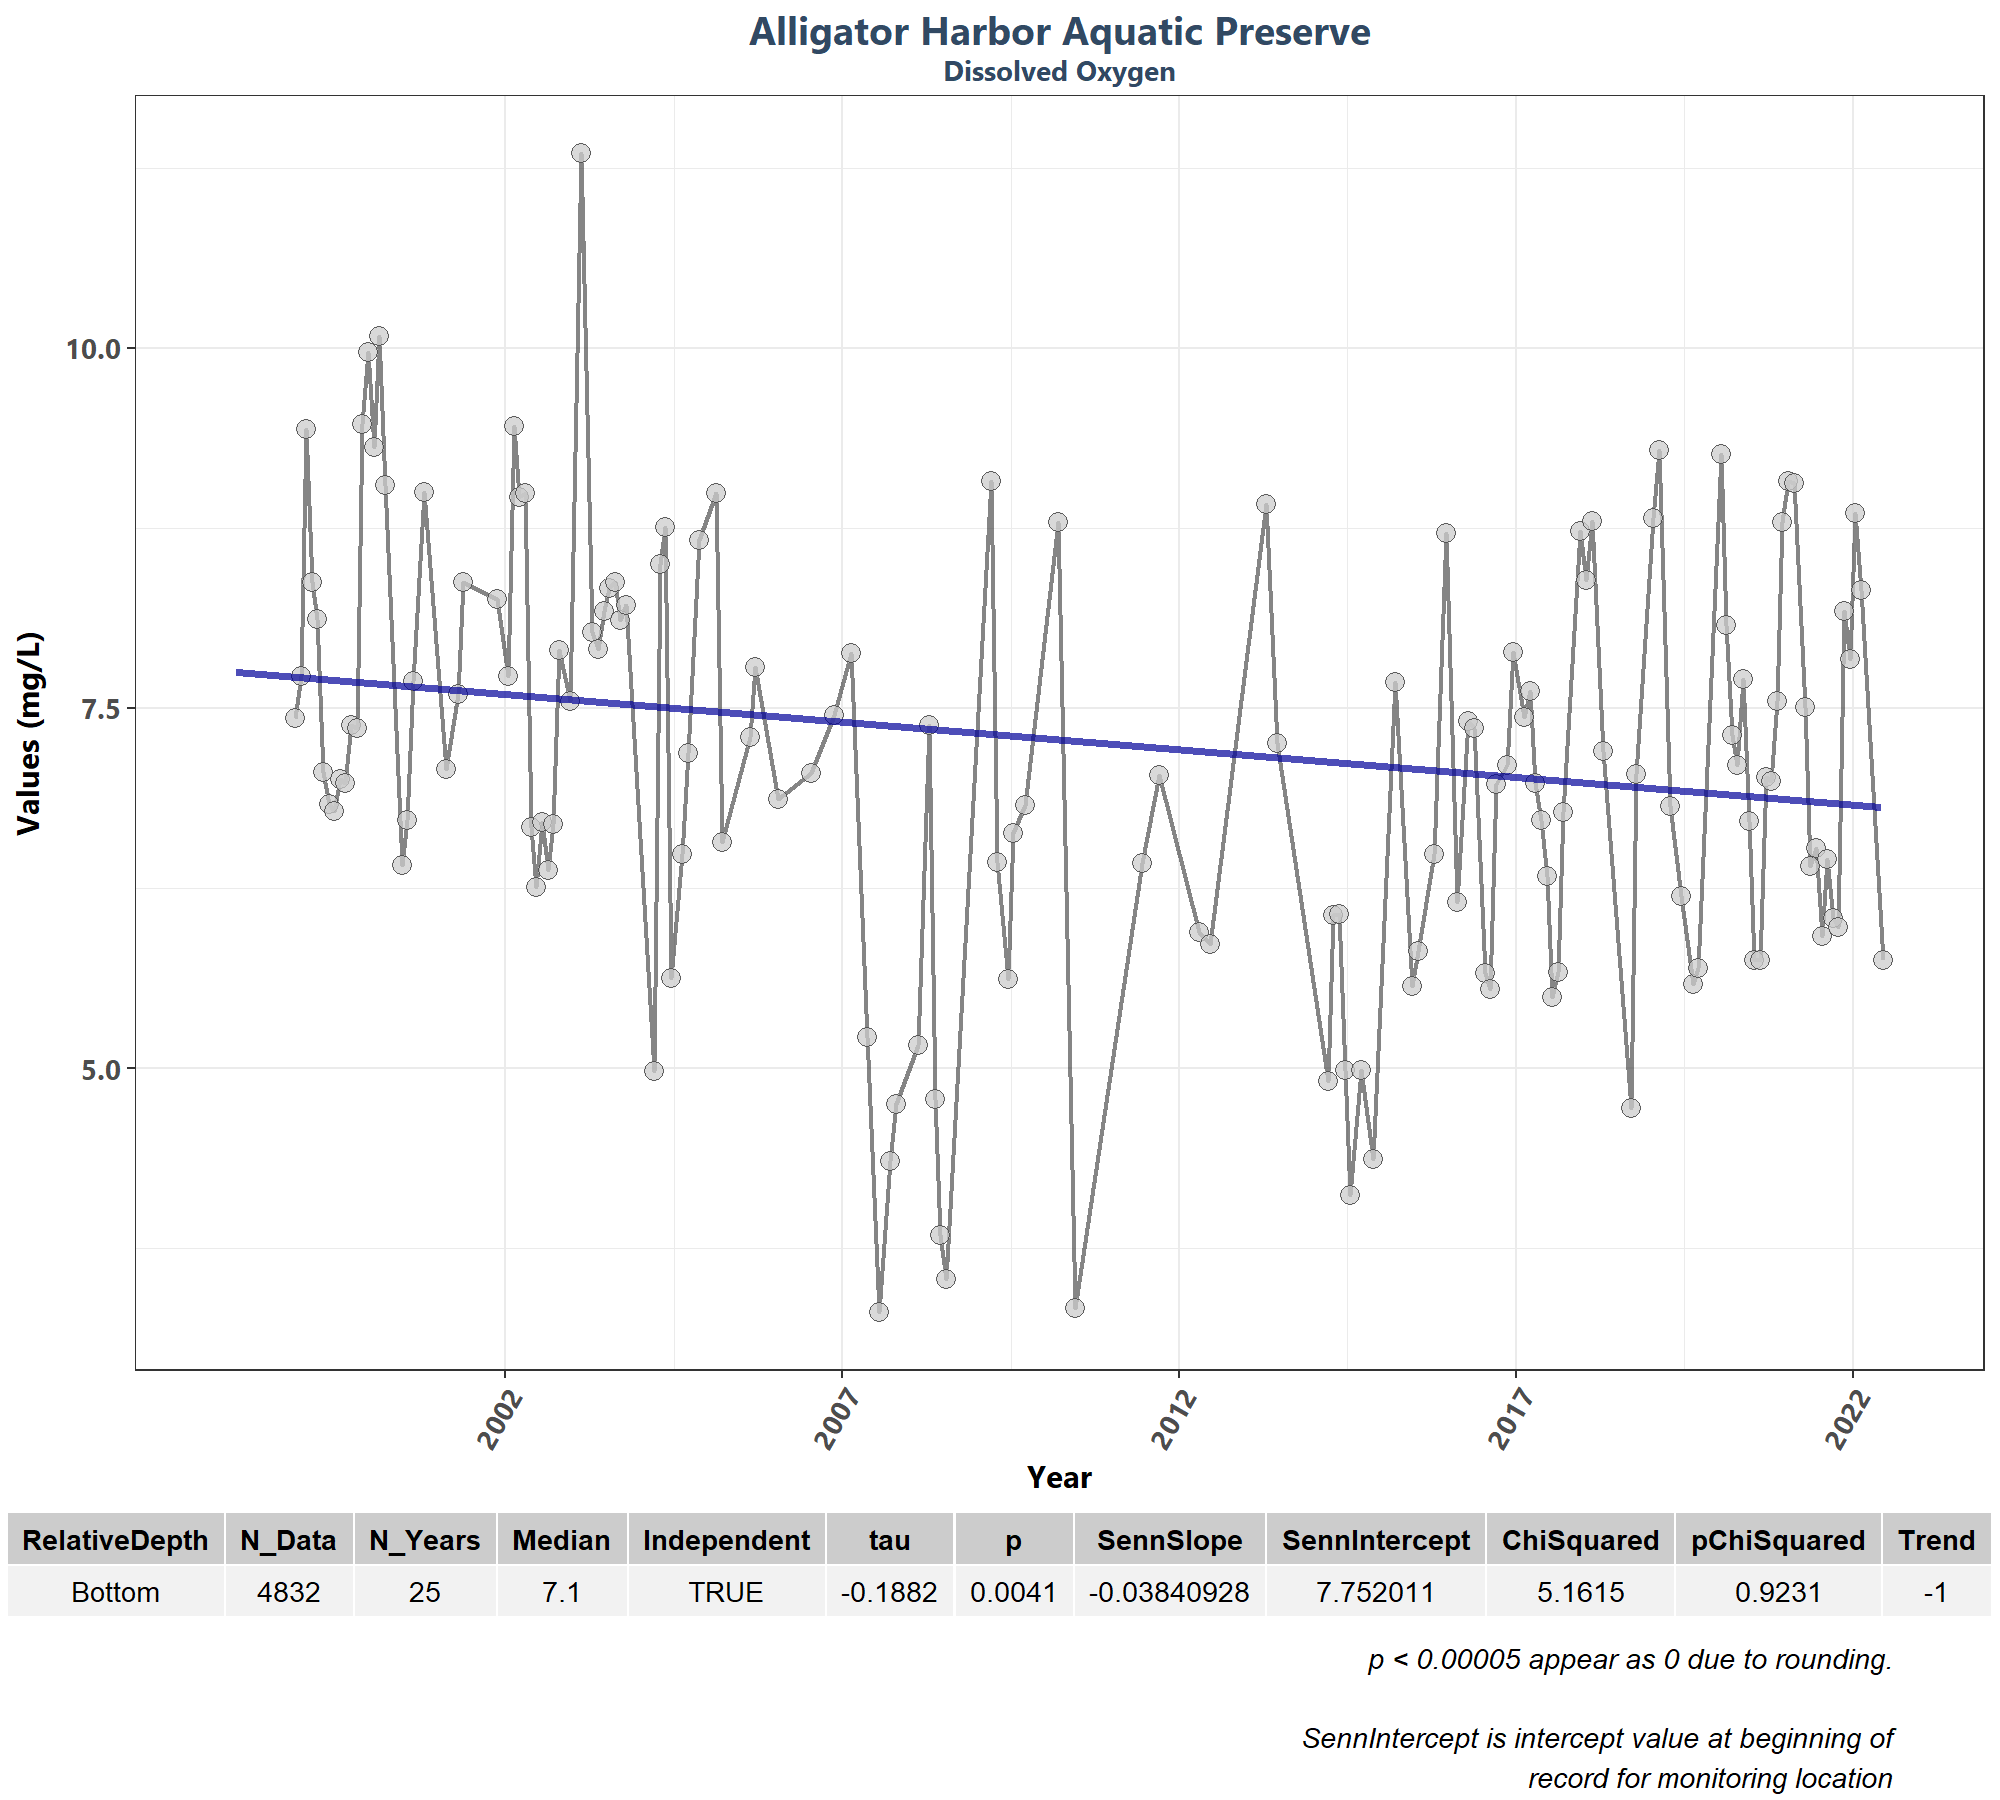 Alligator Harbor Aquatic Preserve
Dissolved Oxygen
10.0
7.5
5.0
Values (mg/L)
2002 2007 2012 2017 2022
Year
RelativeDepth N_Data N_Years Median Independent tau p SennSlope SennIntercept ChiSquared pChiSquared Trend
Bottom 4832 25 7.1 TRUE -0.1882 0.0041 -0.03840928 7.752011 5.1615 0.9231 -1
p < 0.00005 appear as 0 due to rounding.
SennIntercept is intercept value at beginning of
record for monitoring location